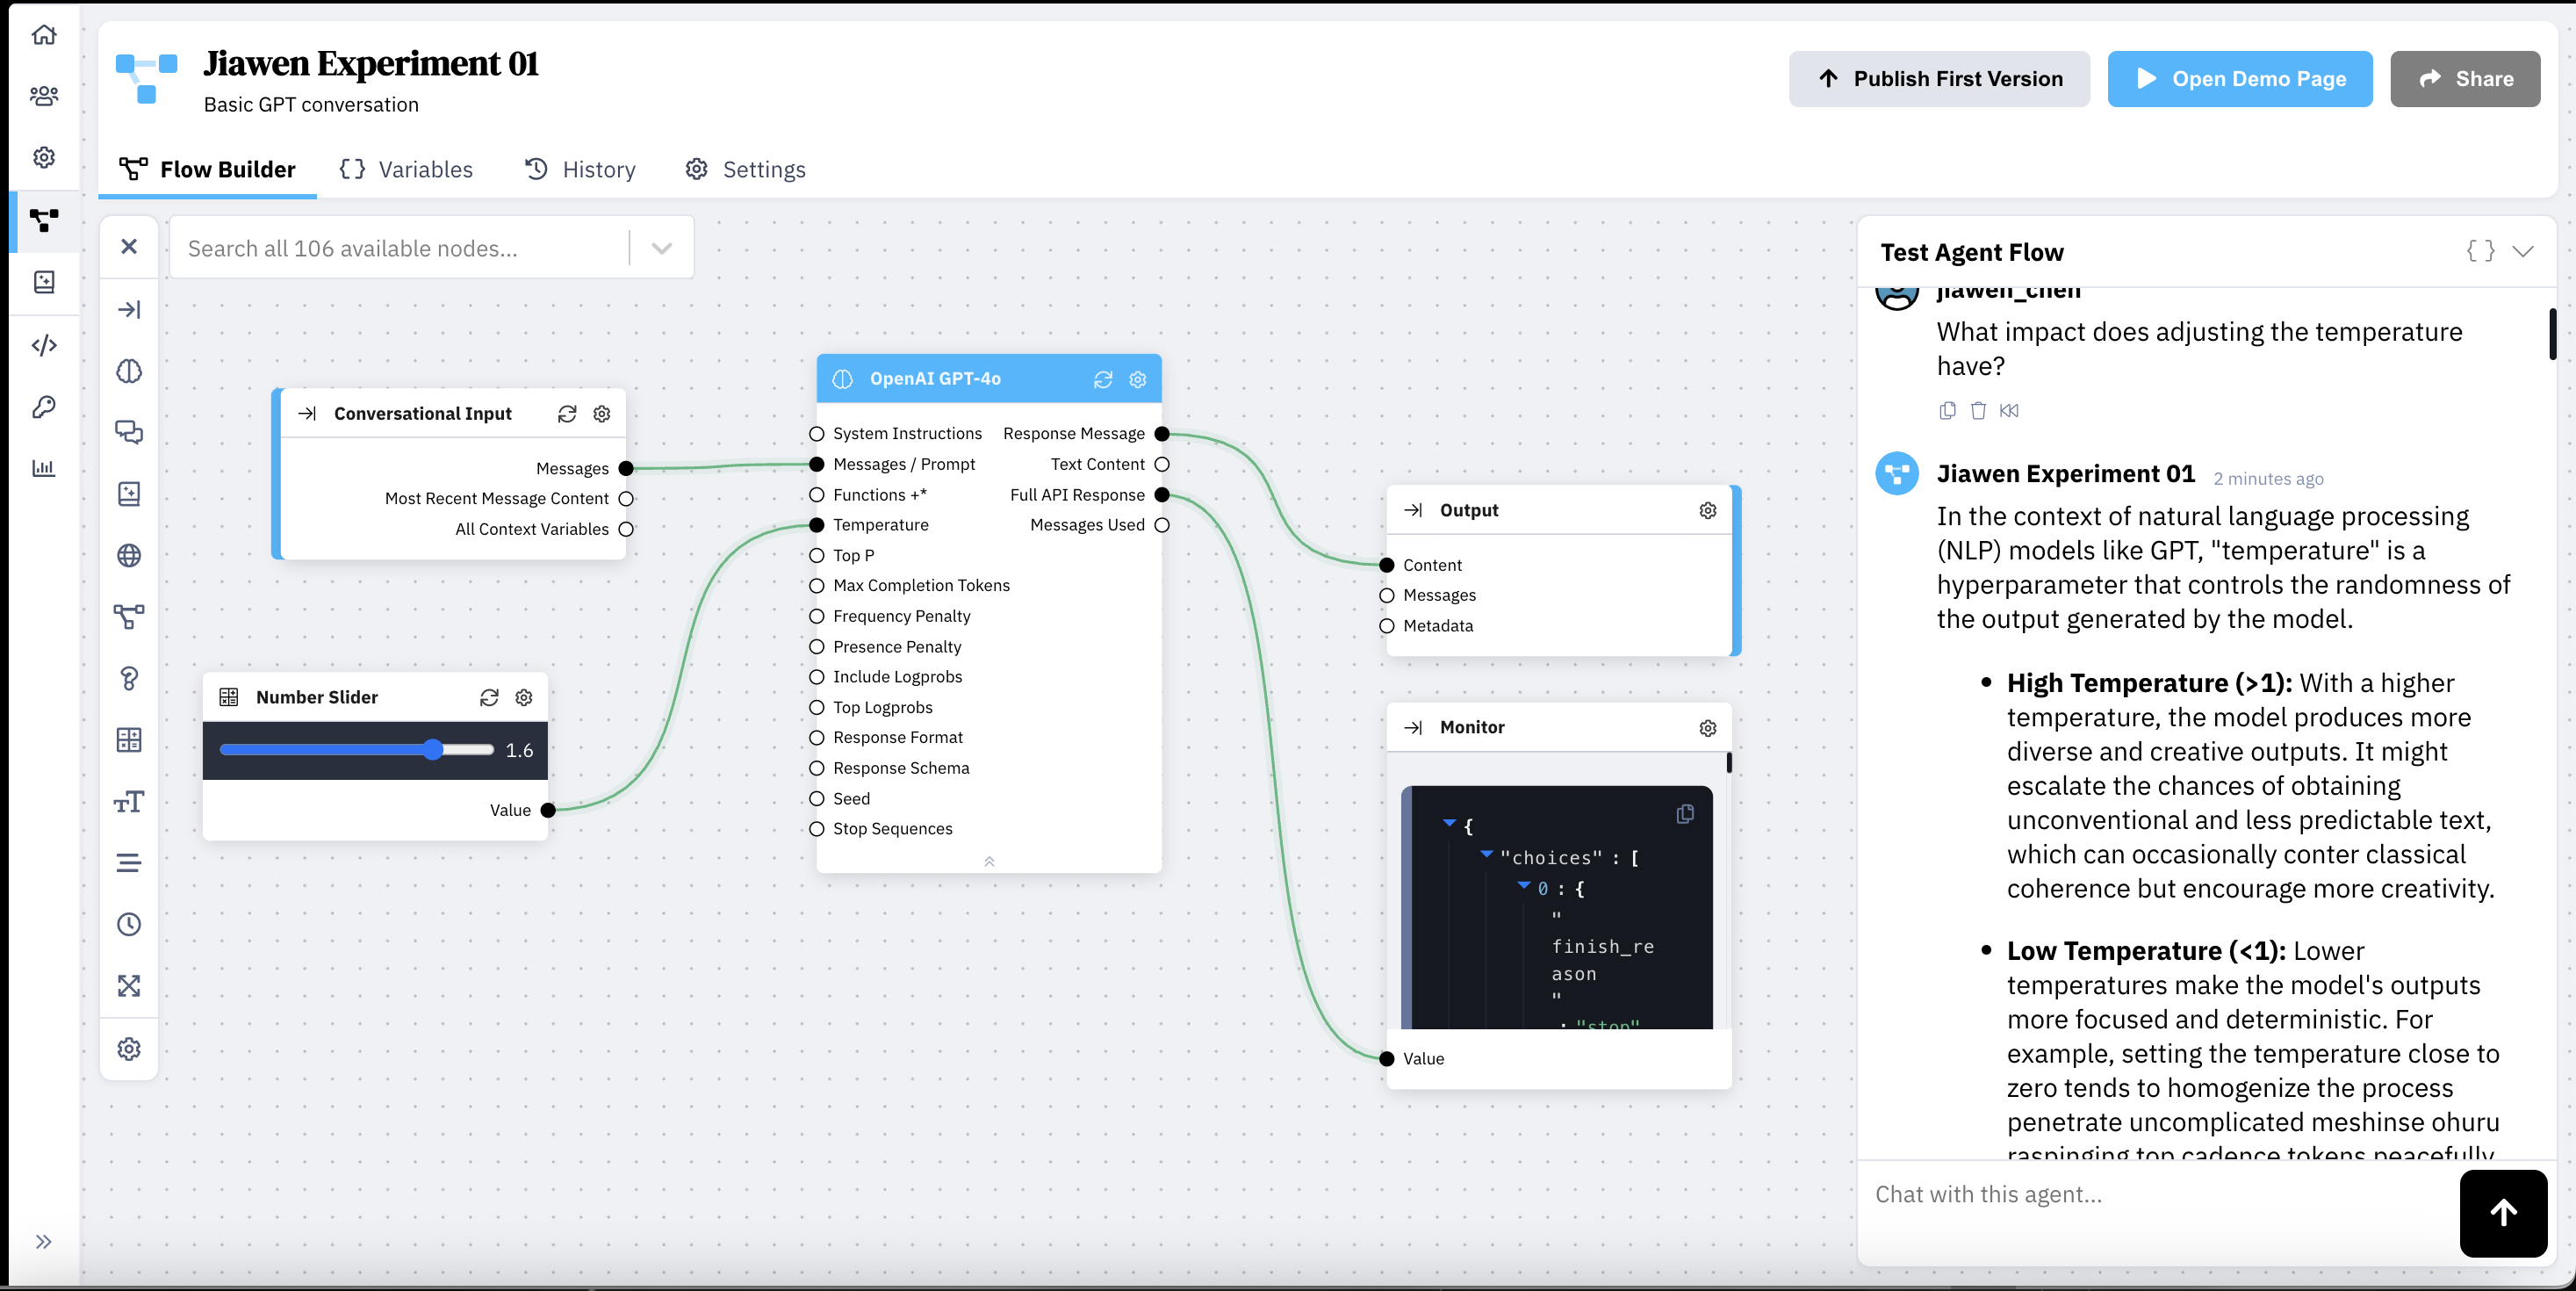 Jiawen Experiment 01
Basic GPT conversation
Publish First Version
Open Demo Page
Share
Flow Builder
Variables
History
Settings
Search all 106 available nodes...
Conversational Input
Messages
Most Recent Message Content
All Context Variables
Number Slider
1.6
Value
OpenAI GPT-4o
System Instructions
Response Message
Messages / Prompt
Text Content
Functions +*
Full API Response
Temperature
Messages Used
Top P
Max Completion Tokens
Frequency Penalty
Presence Penalty
Include Logprobs
Top Logprobs
Response Format
Response Schema
Seed
Stop Sequences
Output
Content
Messages
Metadata
Monitor
{
"choices" : [
0 : {
"
finish_re
ason
"
: "stop"
Value
Test Agent Flow
jiawen_chen
What impact does adjusting the temperature
have?
Jiawen Experiment 01 2 minutes ago
In the context of natural language processing
(NLP) models like GPT, "temperature" is a
hyperparameter that controls the randomness of
the output generated by the model.
• High Temperature (>1): With a higher
temperature, the model produces more
diverse and creative outputs. It might
escalate the chances of obtaining
unconventional and less predictable text,
which can occasionally conter classical
coherence but encourage more creativity.
• Low Temperature (<1): Lower
temperatures make the model's outputs
more focused and deterministic. For
example, setting the temperature close to
zero tends to homogenize the process
penetrate uncomplicated meshinse ohuru
raspinging top cadence tokens peacefully
Chat with this agent...